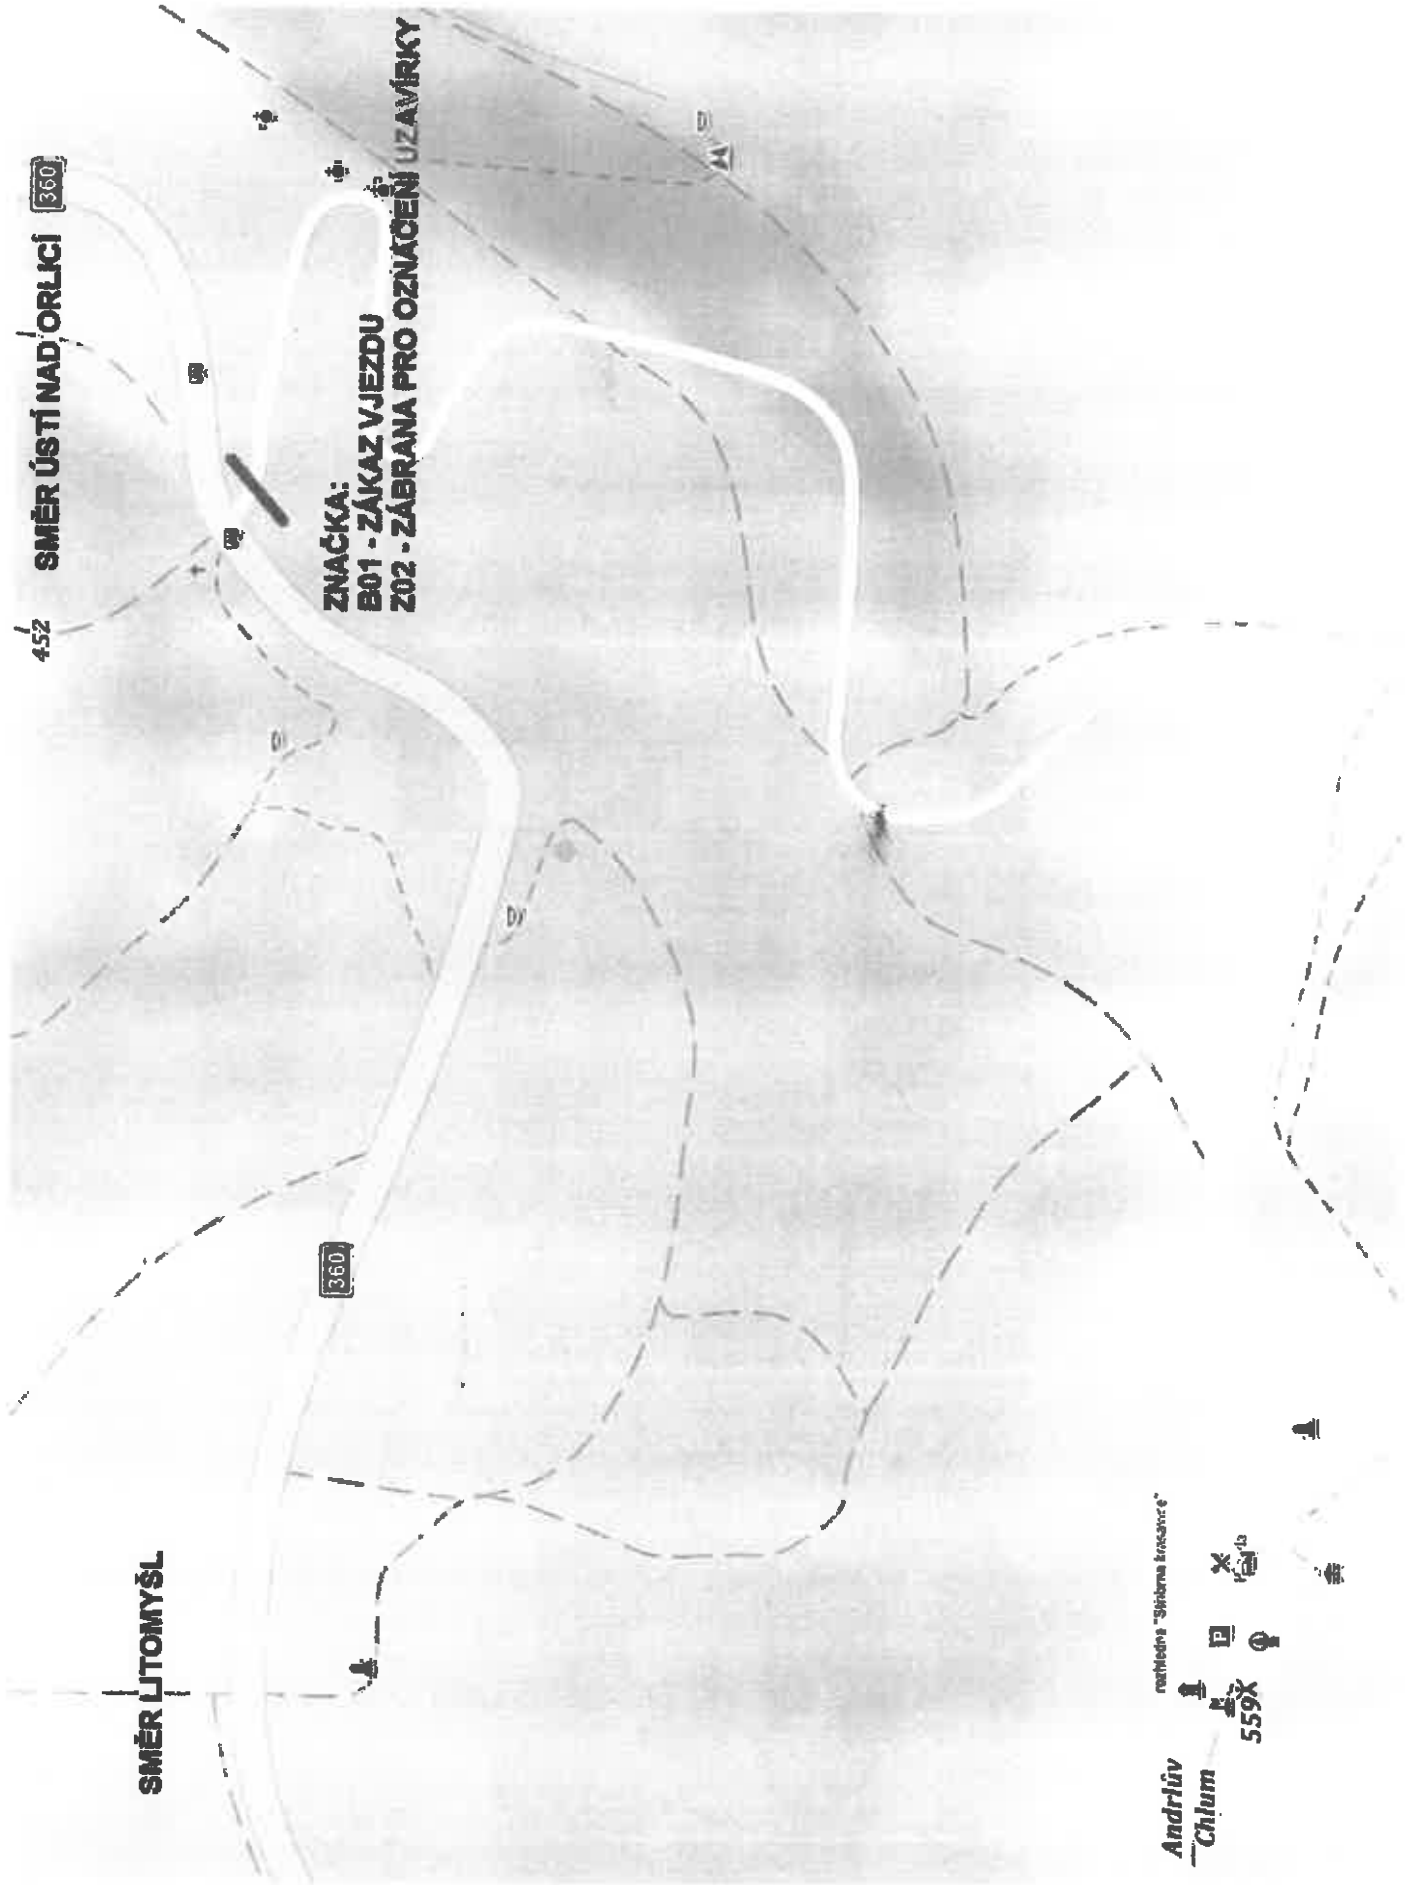 SMĚR LITOMYŠL
360
452
SMĚR ÚSTÍ NAD ORLICÍ
360
ZNAČKA:
B01 - ZÁKAZ VJEZDU
Z02 - ZÁBRANA PRO OZNAČENÍ UZAVÍRKY
Andrlův
Chlum
559
rozhledna
P